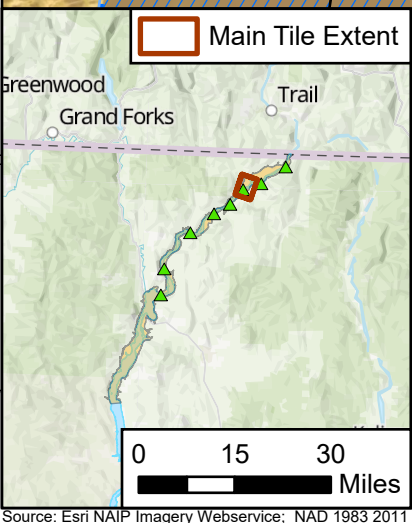 Main Tile Extent
Greenwood
Trail
Grand Forks
0 15 30
Miles
Source: Esri NAIP Imagery Webservice; NAD 1983 2011